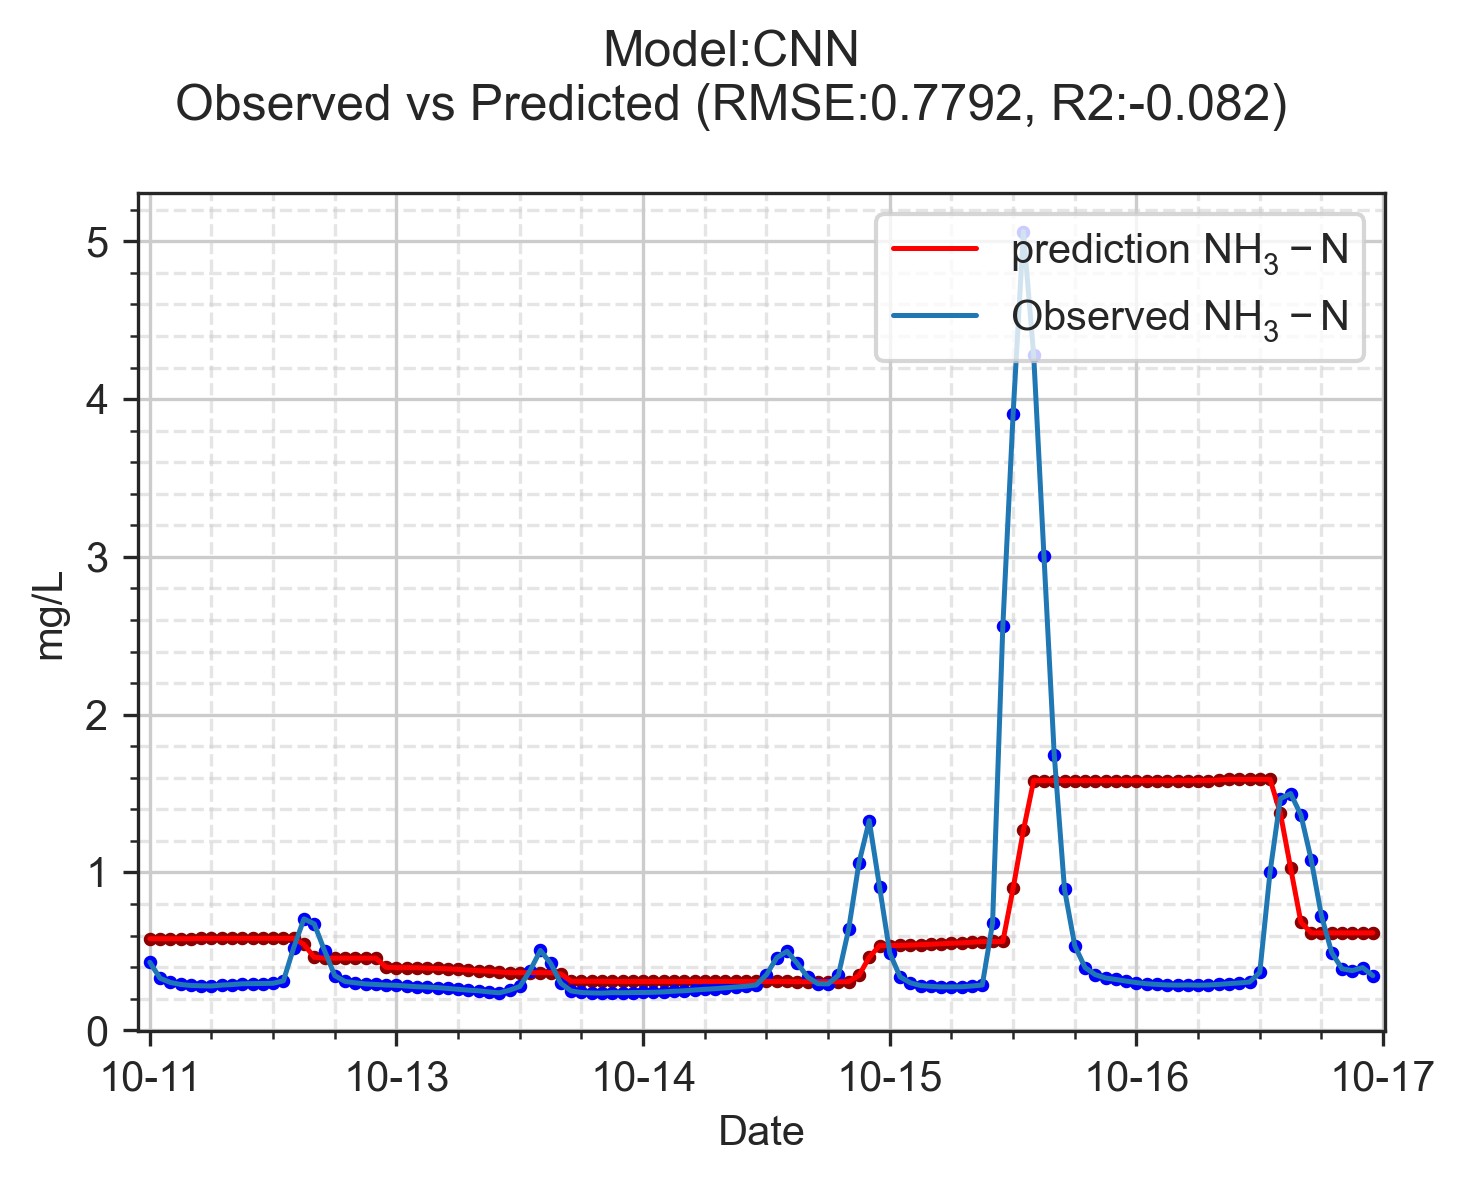 Model:CNN
Observed vs Predicted (RMSE:0.7792, R2:-0.082)
prediction NH₃ − N
Observed NH₃ − N
5
4
3
2
1
0
mg/L
10-11 10-13 10-14 10-15 10-16 10-17
Date